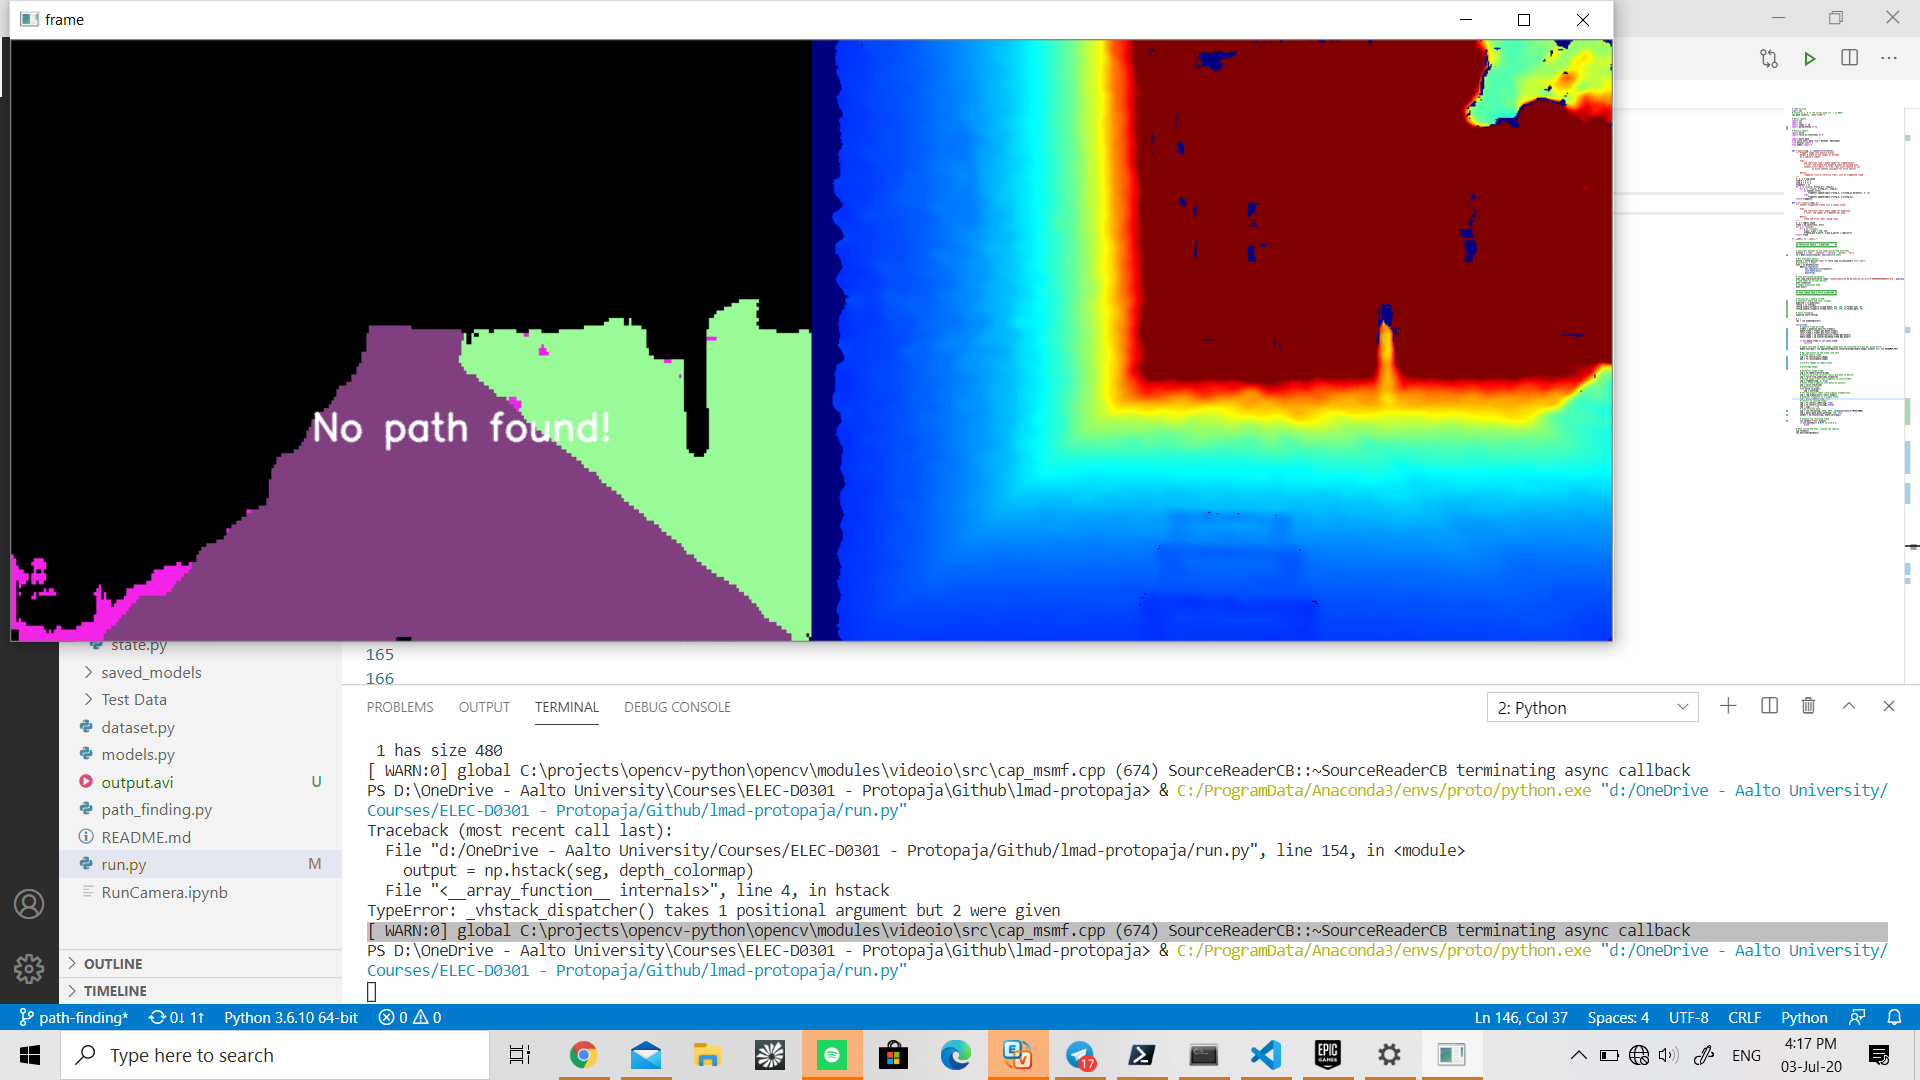 frame
No path found!
165
166
state.py
saved_models
Test Data
dataset.py
models.py
output.avi U
path_finding.py
README.md
run.py M
RunCamera.ipynb
OUTLINE
TIMELINE
PROBLEMS OUTPUT TERMINAL DEBUG CONSOLE 2: Python
1 has size 480
[ WARN:0] global C:\projects\opencv-python\opencv\modules\videoio\src\cap_msmf.cpp (674) SourceReaderCB::~SourceReaderCB terminating async callback
PS D:\OneDrive - Aalto University\Courses\ELEC-D0301 - Protopaja\Github\lmad-protopaja> & C:/ProgramData/Anaconda3/envs/proto/python.exe "d:/OneDrive - Aalto University/
Courses/ELEC-D0301 - Protopaja/Github/lmad-protopaja/run.py"
Traceback (most recent call last):
File "d:/OneDrive - Aalto University/Courses/ELEC-D0301 - Protopaja/Github/lmad-protopaja/run.py", line 154, in <module>
output = np.hstack(seg, depth_colormap)
File "<__array_function__ internals>", line 4, in hstack
TypeError: _vhstack_dispatcher() takes 1 positional argument but 2 were given
[ WARN:0] global C:\projects\opencv-python\opencv\modules\videoio\src\cap_msmf.cpp (674) SourceReaderCB::~SourceReaderCB terminating async callback
PS D:\OneDrive - Aalto University\Courses\ELEC-D0301 - Protopaja\Github\lmad-protopaja> & C:/ProgramData/Anaconda3/envs/proto/python.exe "d:/OneDrive - Aalto University/
Courses/ELEC-D0301 - Protopaja/Github/lmad-protopaja/run.py"
path-finding* 0↓ 1↑ Python 3.6.10 64-bit 0 0 Ln 146, Col 37 Spaces: 4 UTF-8 CRLF Python
Type here to search
EPIC GAMES
17
ENG
4:17 PM
03-Jul-20